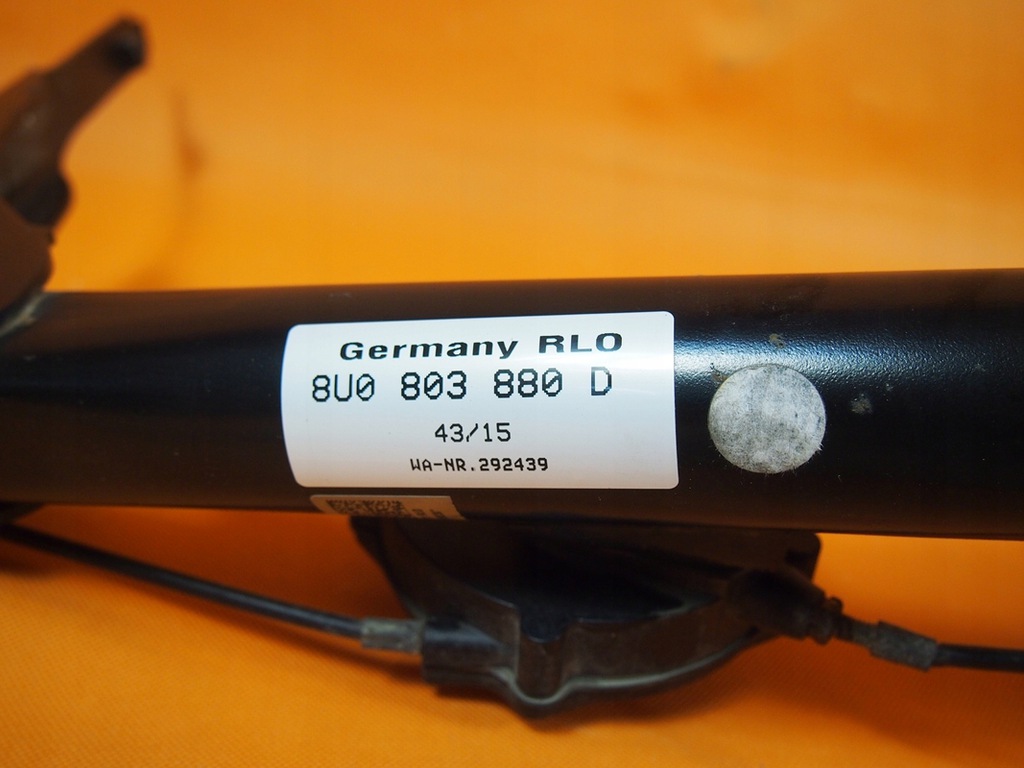 Germany RLO
8U0 803 880 D
43/15
WA-NR.292439